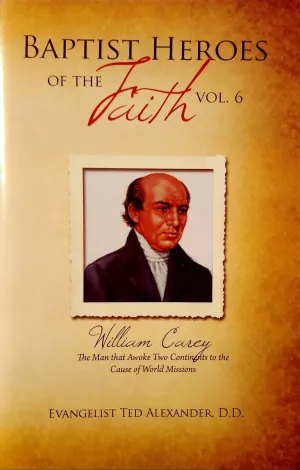 BAPTIST HEROES
OF THE Faith VOL. 6
William Carey
The Man that Awoke Two Continents to the
Cause of World Missions
EVANGELIST TED ALEXANDER, D.D.